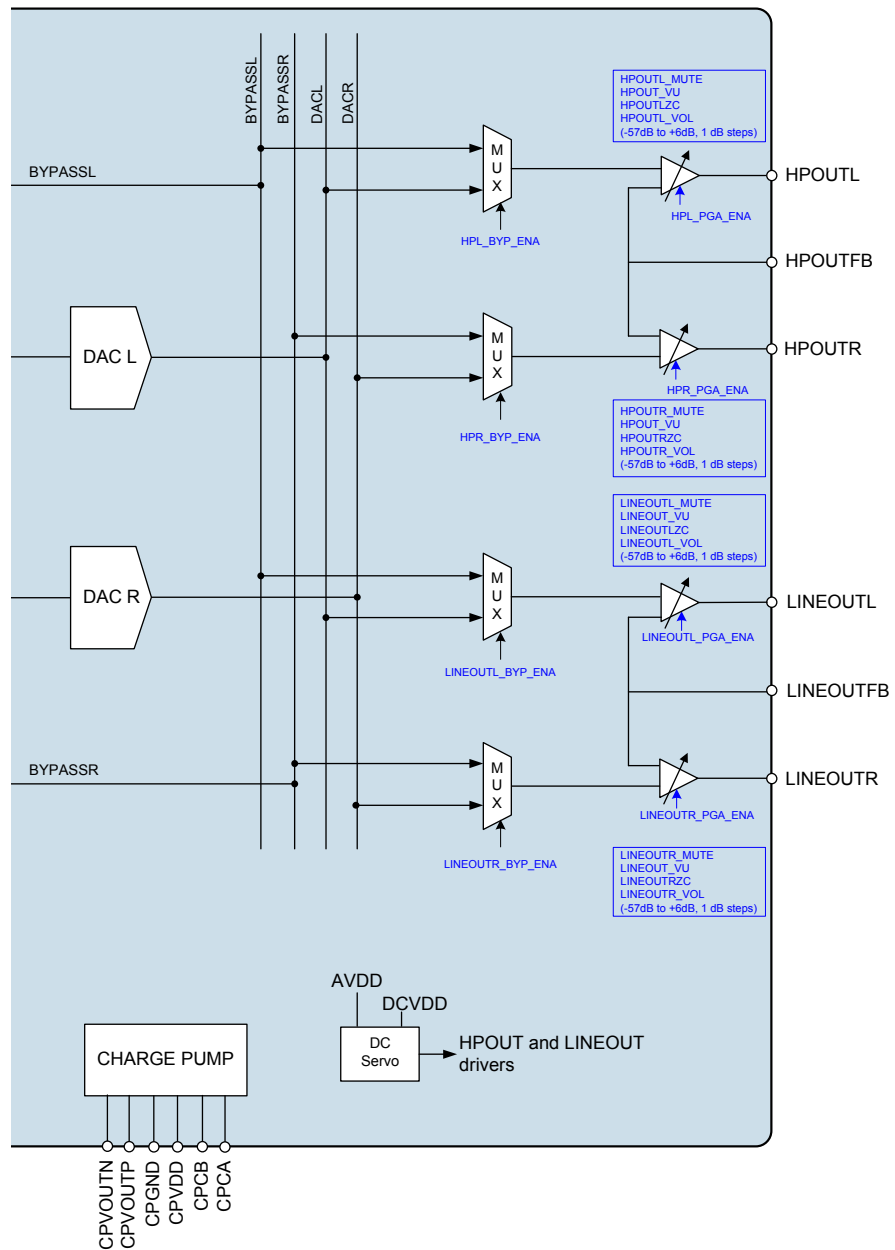 BYPASSL
BYPASSR
DACL
DACR
HPOUTL_MUTE
HPOUT_VU
HPOUTLZC
HPOUTL_VOL
(-57dB to +6dB, 1 dB steps)
BYPASSL
MUX
HPOUTL
HPL_PGA_ENA
HPL_BYP_ENA
HPOUTFB
DAC L
MUX
HPOUTR
HPR_PGA_ENA
HPR_BYP_ENA
HPOUTR_MUTE
HPOUT_VU
HPOUTRZC
HPOUTR_VOL
(-57dB to +6dB, 1 dB steps)
LINEOUTL_MUTE
LINEOUT_VU
LINEOUTLZC
LINEOUTL_VOL
(-57dB to +6dB, 1 dB steps)
DAC R
MUX
LINEOUTL
LINEOUTL_PGA_ENA
LINEOUTL_BYP_ENA
LINEOUTFB
BYPASSR
MUX
LINEOUTR
LINEOUTR_PGA_ENA
LINEOUTR_BYP_ENA
LINEOUTR_MUTE
LINEOUT_VU
LINEOUTRZC
LINEOUTR_VOL
(-57dB to +6dB, 1 dB steps)
AVDD
DCVDD
CHARGE PUMP
DC
Servo
HPOUT and LINEOUT
drivers
CPVOUTN
CPVOUTP
CPGND
CPVDD
CPCB
CPCA